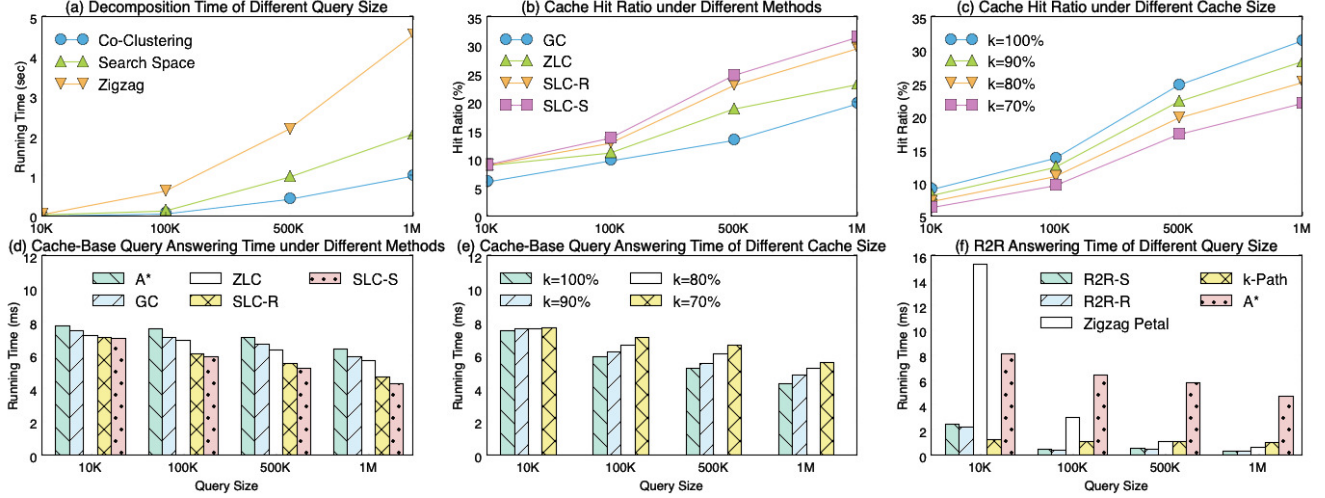 (a) Decomposition Time of Different Query Size
5
4
3
2
1
0
Running Time (sec)
Co-Clustering
Search Space
Zigzag
10K 100K 500K 1M
(b) Cache Hit Ratio under Different Methods
35
30
25
20
15
10
5
0
Hit Ratio (%)
GC
ZLC
SLC-R
SLC-S
10K 100K 500K 1M
(c) Cache Hit Ratio under Different Cache Size
35
30
25
20
15
10
5
Hit Ratio (%)
k=100%
k=90%
k=80%
k=70%
10K 100K 500K 1M
(d) Cache-Base Query Answering Time under Different Methods
12
10
8
6
4
2
0
Running Time (ms)
A* ZLC SLC-S
GC SLC-R
10K 100K 500K 1M
Query Size
(e) Cache-Base Query Answering Time of Different Cache Size
12
10
8
6
4
2
0
Running Time (ms)
k=100% k=80%
k=90% k=70%
10K 100K 500K 1M
Query Size
(f) R2R Answering Time of Different Query Size
16
14
12
10
8
6
4
2
0
Running Time (ms)
R2R-S k-Path
R2R-R A*
Zigzag Petal
10K 100K 500K 1M
Query Size